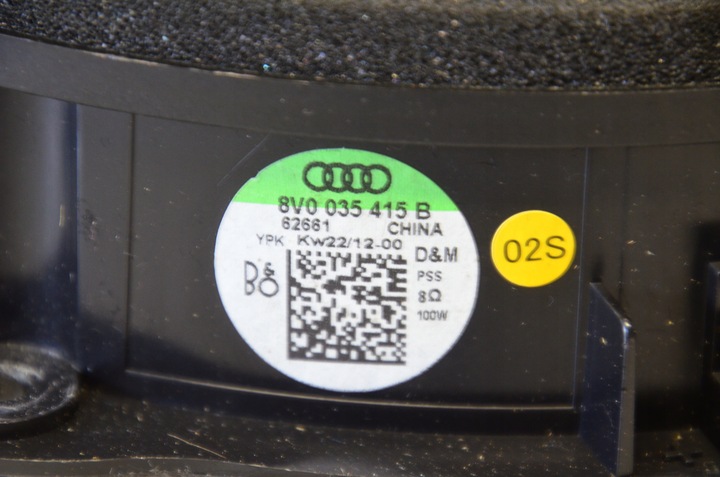 8V0 035 415 B
62661 CHINA
YPK KW22/12-00
D&M
B&O
PSS
8Ω
100W
02S